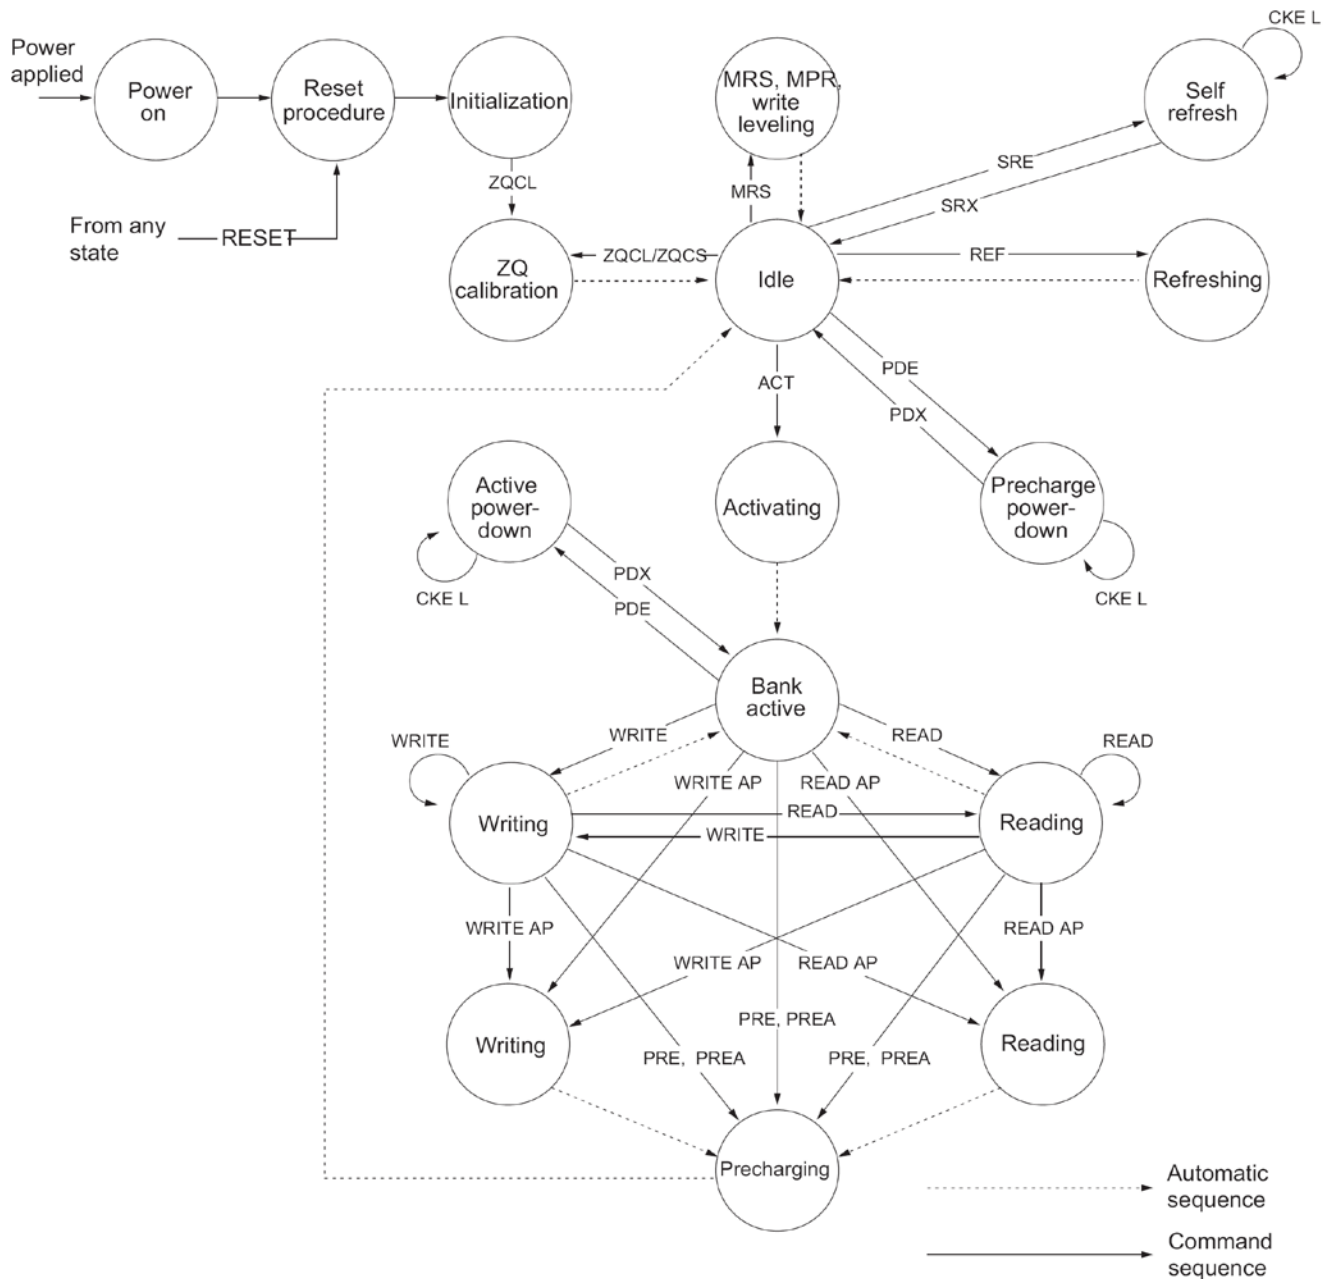 Power
applied
Power
on
Reset
procedure
Initialization
MRS, MPR,
write
leveling
CKE L
Self
refresh
ZQCL
MRS
SRE
SRX
From any
state
RESET
ZQ
calibration
ZQCL/ZQCS
Idle
REF
Refreshing
ACT
PDE
PDX
Active
power-
down
Activating
Precharge
power-
down
CKE L
PDX
PDE
CKE L
Bank
active
WRITE
WRITE
READ
READ
WRITE AP
READ AP
Writing
READ
WRITE
Reading
WRITE AP
READ AP
WRITE AP
READ AP
Writing
PRE, PREA
Reading
PRE, PREA
PRE, PREA
Precharging
Automatic
sequence
Command
sequence